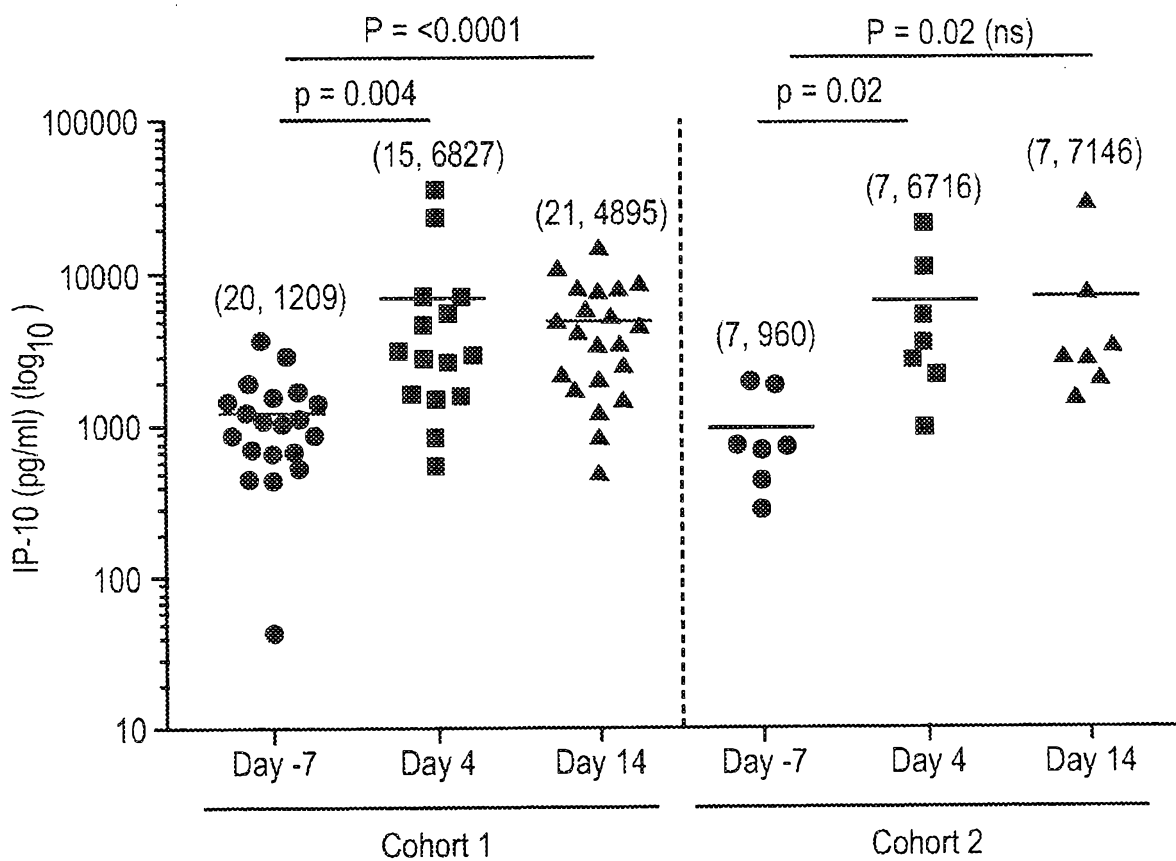 P = <0.0001
P = 0.02 (ns)
p = 0.004
p = 0.02
100000
(15, 6827)
(7, 7146)
(7, 6716)
(21, 4895)
10000
(20, 1209)
(7, 960)
1000
100
10
IP-10 (pg/ml) (log10)
Day -7
Day 4
Day 14
Day -7
Day 4
Day 14
Cohort 1
Cohort 2